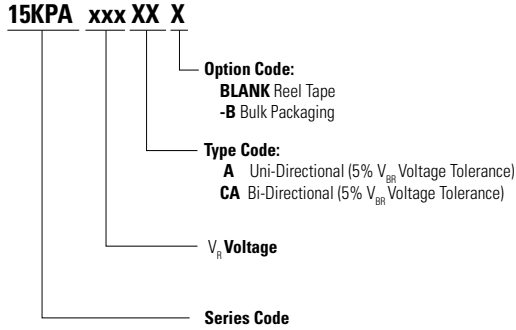 15KPA xxx XX X
Option Code:
BLANK Reel Tape
-B Bulk Packaging
Type Code:
A Uni-Directional (5% VBR Voltage Tolerance)
CA Bi-Directional (5% VBR Voltage Tolerance)
VR Voltage
Series Code